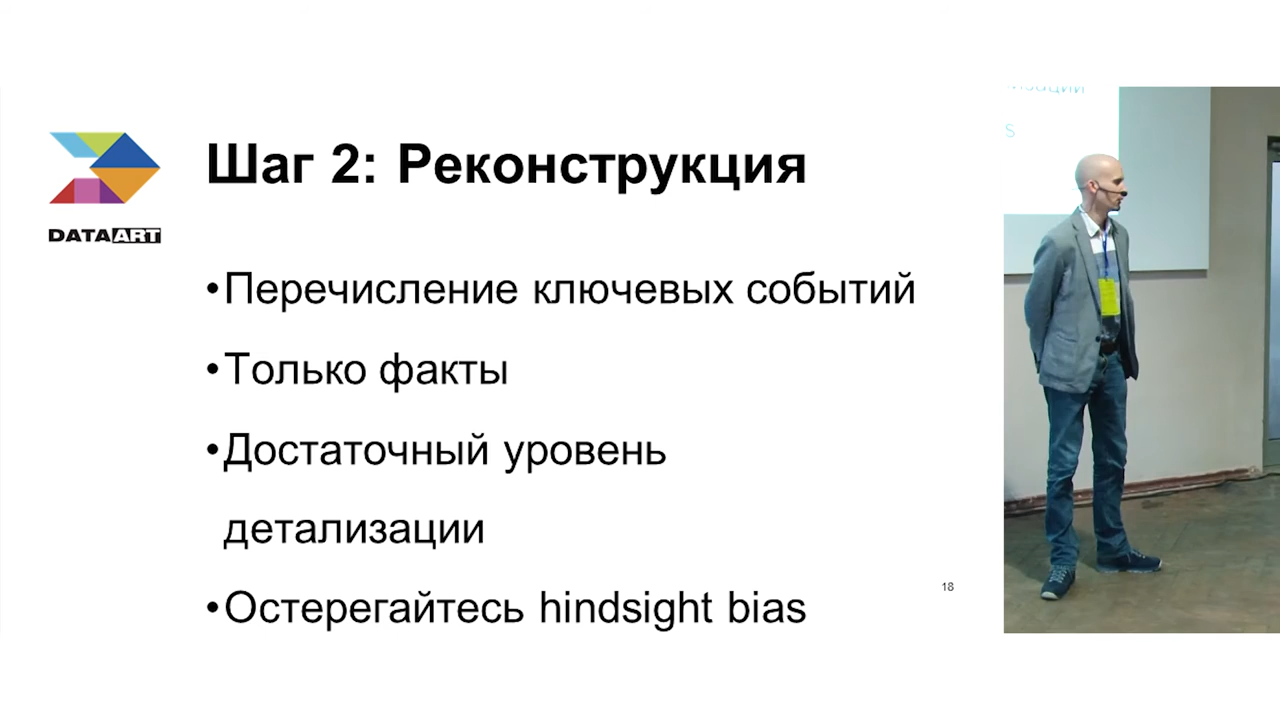 DATAART
Шаг 2: Реконструкция
•Перечисление ключевых событий
•Только факты
•Достаточный уровень
детализации
•Остерегайтесь hindsight bias
18